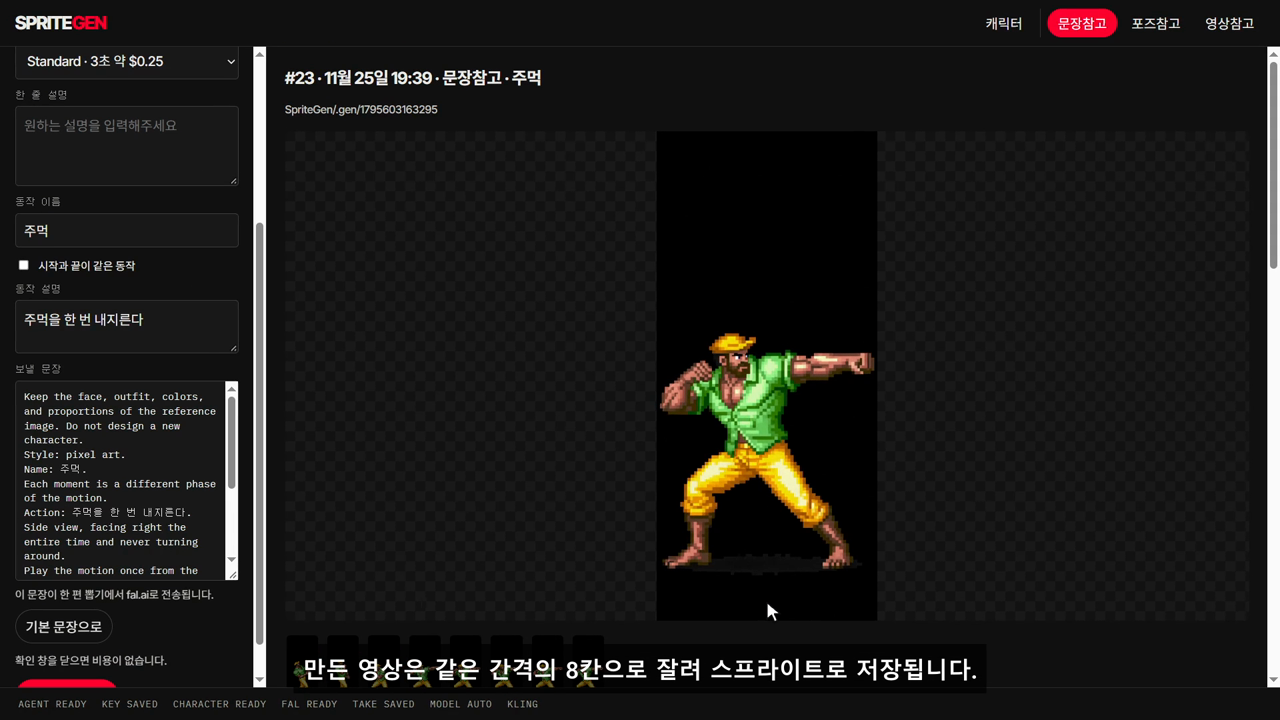 SPRITEGEN
캐릭터
문장참고
포즈참고
영상참고
Standard · 3초 약 $0.25
한 줄 설명
원하는 설명을 입력해주세요
동작 이름
주먹
시작과 끝이 같은 동작
동작 설명
주먹을 한 번 내지른다
보낼 문장
Keep the face, outfit, colors,
and proportions of the reference
image. Do not design a new
character.
Style: pixel art.
Name: 주먹.
Each moment is a different phase
of the motion.
Action: 주먹을 한 번 내지른다.
Side view, facing right the
entire time and never turning
around.
Play the motion once from the
이 문장이 한 편 뽑기에서 fal.ai로 전송됩니다.
기본 문장으로
확인 창을 닫으면 비용이 없습니다.
#23 · 11월 25일 19:39 · 문장참고 · 주먹
SpriteGen/.gen/1795603163295
만든 영상은 같은 간격의 8칸으로 잘려 스프라이트로 저장됩니다.
AGENT READY
KEY SAVED
CHARACTER READY
FAL READY
TAKE SAVED
MODEL AUTO
KLING